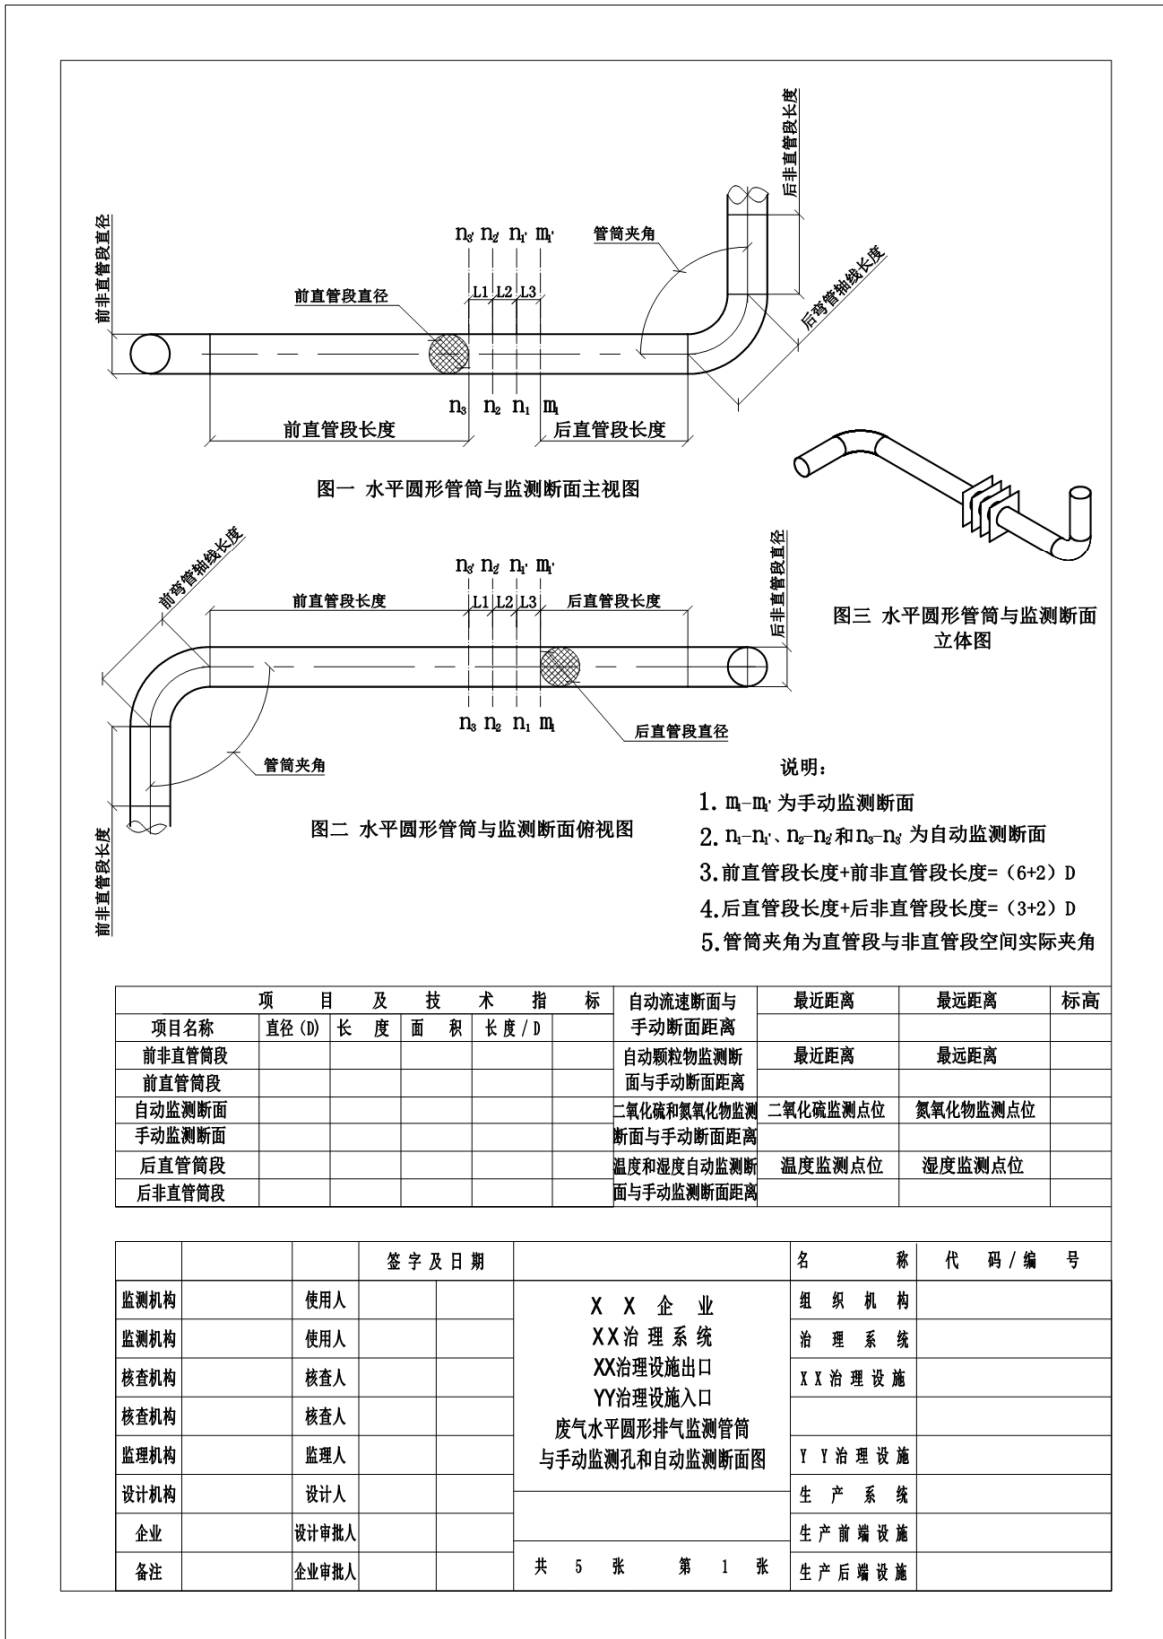 后非直管段长度
前非直管段直径
n3' n2' n1' m1'
管筒夹角
L1 L2 L3
前直管段直径
后弯管轴线长度
n3 n2 n1 m1
前直管段长度
后直管段长度
图一 水平圆形管筒与监测断面主视图
前弯管轴线长度
n3' n2' n1' m1'
后非直管段直径
前直管段长度
L1 L2 L3
后直管段长度
图三 水平圆形管筒与监测断面
立体图
n3 n2 n1 m1
后直管段直径
管筒夹角
前非直管段长度
图二 水平圆形管筒与监测断面俯视图
说明：
1. m1-m1' 为手动监测断面
2. n1-n1'、n2-n2'和n3-n3' 为自动监测断面
3. 前直管段长度+前非直管段长度=（6+2）D
4. 后直管段长度+后非直管段长度=（3+2）D
5. 管筒夹角为直管段与非直管段空间实际夹角
项目及技术指标
项目名称 直径(D) 长度 面积 长度/D
前非直管筒段
前直管筒段
自动监测断面
手动监测断面
后直管筒段
后非直管筒段
自动流速断面与 最近距离 最远距离 标高
手动断面距离
自动颗粒物监测断 最近距离 最远距离
面与手动断面距离
二氧化硫和氮氧化物监测 二氧化硫监测点位 氮氧化物监测点位
断面与手动断面距离
温度和湿度自动监测断 温度监测点位 湿度监测点位
面与手动监测断面距离
签字及日期
监测机构 使用人
监测机构 使用人
核查机构 核查人
核查机构 核查人
监理机构 监理人
设计机构 设计人
企业 设计审批人
备注 企业审批人
X X 企业
XX治理系统
XX治理设施出口
YY治理设施入口
废气水平圆形排气监测管筒
与手动监测孔和自动监测断面图
共 5 张 第 1 张
名称 代码/编号
组织机构
治理系统
XX治理设施
YY治理设施
生产系统
生产前端设施
生产后端设施